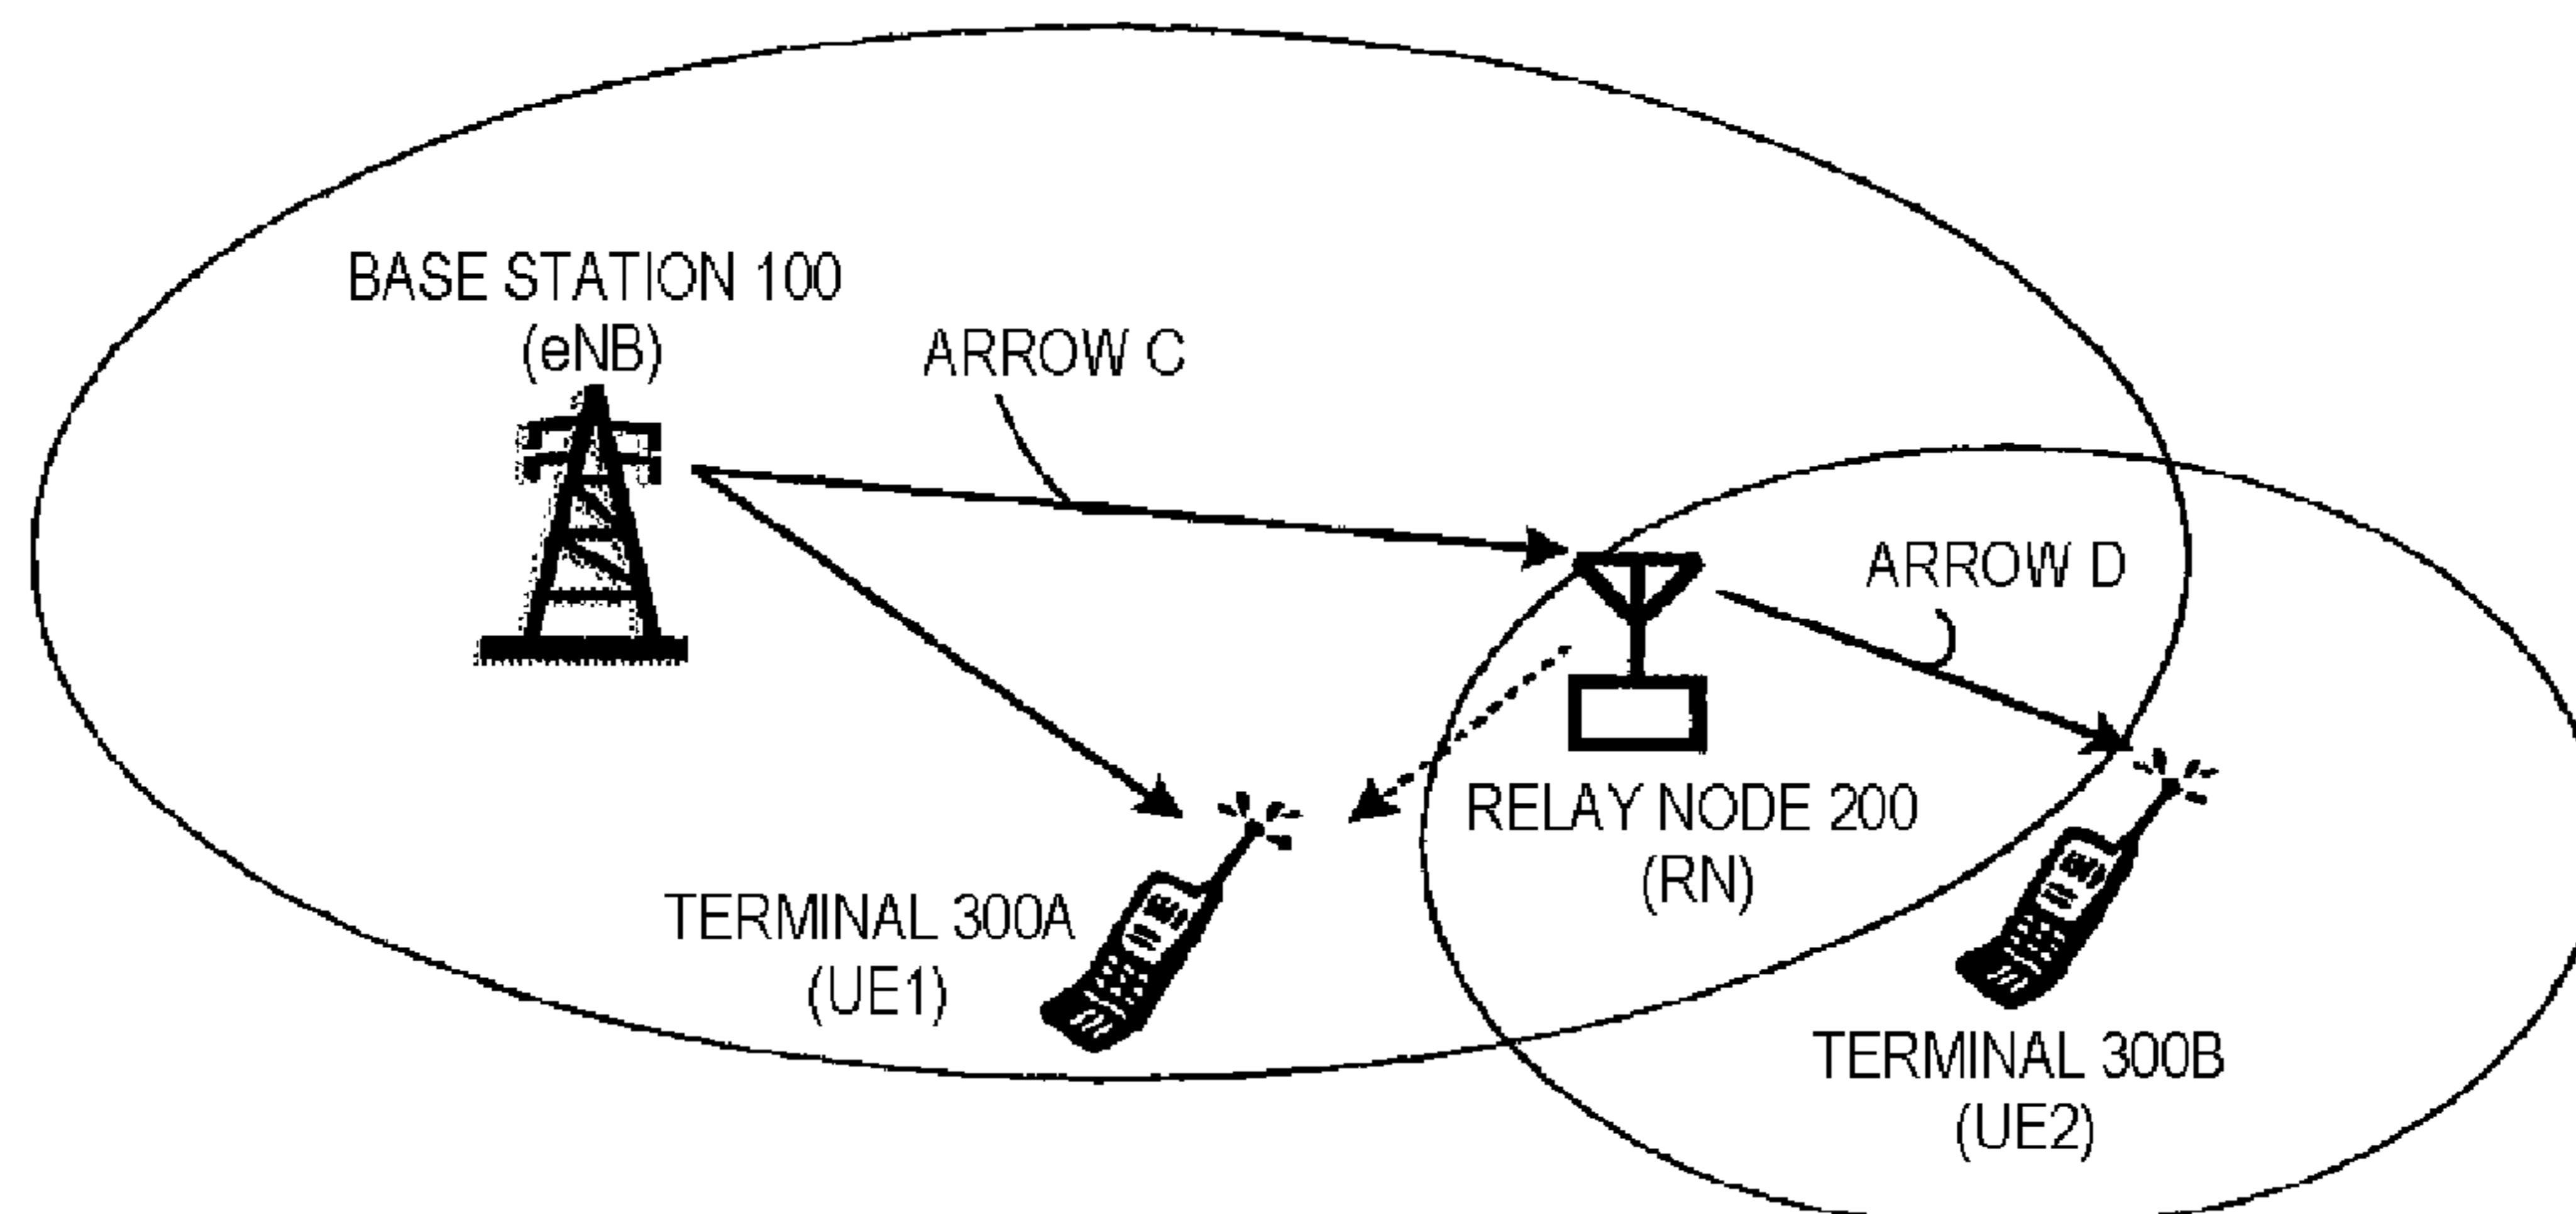 BASE STATION 100
(eNB)
ARROW C
ARROW D
RELAY NODE 200
(RN)
TERMINAL 300A
(UE1)
TERMINAL 300B
(UE2)